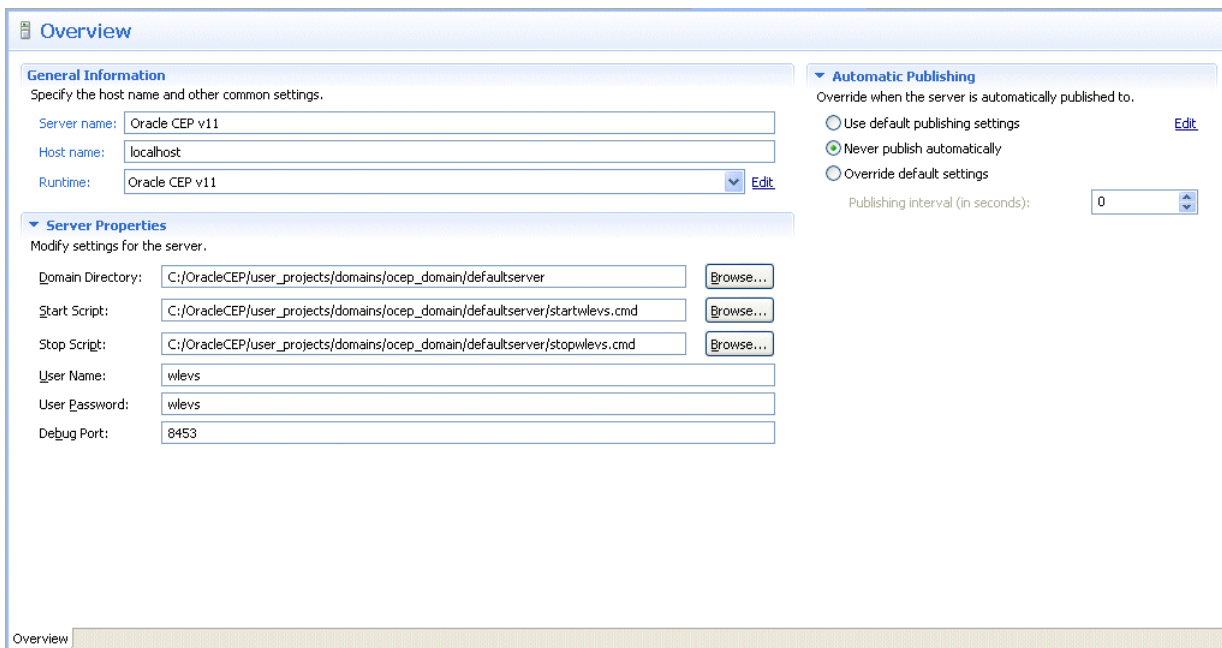 Overview
General Information
Specify the host name and other common settings.
Server name: Oracle CEP v11
Host name: localhost
Runtime: Oracle CEP v11 Edit
Server Properties
Modify settings for the server.
Domain Directory: C:/OracleCEP/user_projects/domains/ocep_domain/defaultserver Browse...
Start Script: C:/OracleCEP/user_projects/domains/ocep_domain/defaultserver/startwlevs.cmd Browse...
Stop Script: C:/OracleCEP/user_projects/domains/ocep_domain/defaultserver/stopwlevs.cmd Browse...
User Name: wlevs
User Password: wlevs
Debug Port: 8453
Automatic Publishing
Override when the server is automatically published to.
Use default publishing settings Edit
Never publish automatically
Override default settings
Publishing interval (in seconds): 0
Overview